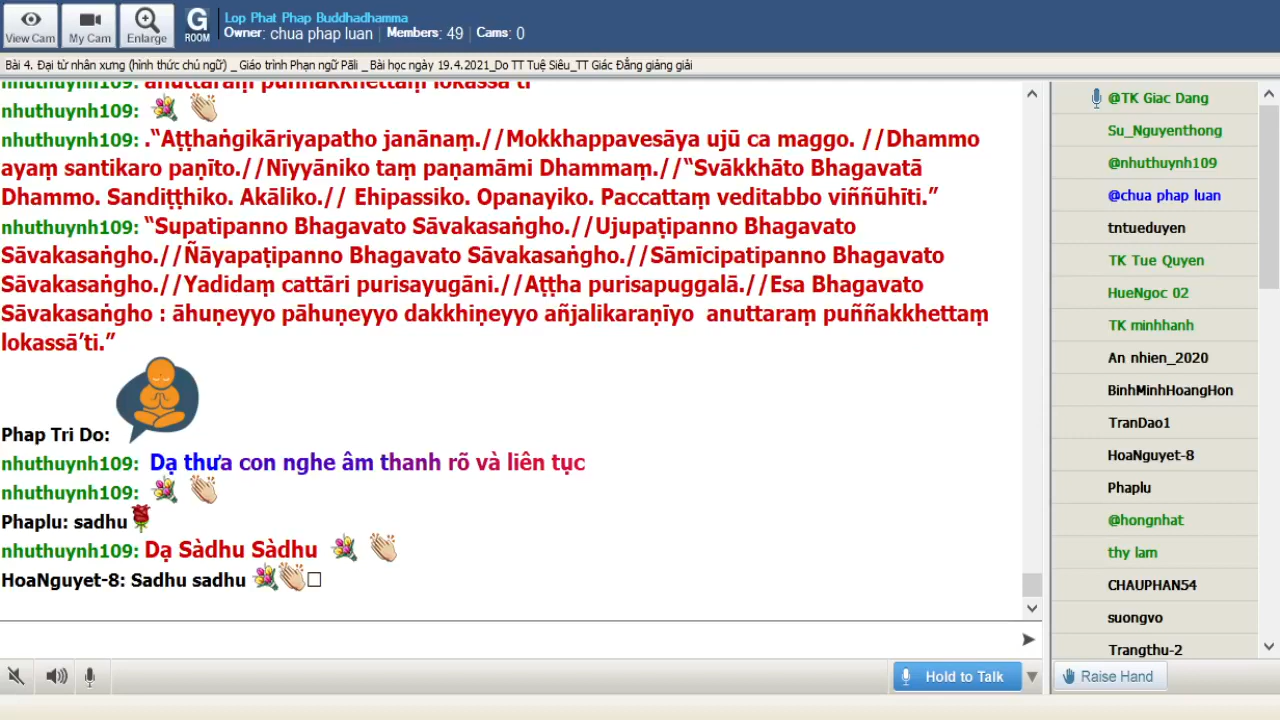 View Cam
My Cam
Enlarge
G
ROOM
Lop Phat Phap Buddhadhamma
Owner: chua phap luan | Members: 49 | Cams: 0
Bài 4. Đại từ nhân xưng (hình thức chủ ngữ) _ Giáo trình Phạn ngữ Pāli _ Bài học ngày 19.4.2021_Do TT Tuệ Siêu_TT Giác Đẳng giảng giải
nhuthuynh109: anuttaraṃ puññakkhettaṃ lokassā'ti
nhuthuynh109:
nhuthuynh109: .“Aṭṭhaṅgikāriyapatho janānaṃ.//Mokkhappavesāya ujū ca maggo. //Dhammo
ayaṃ santikaro paṇīto.//Nīyyāniko taṃ paṇamāmi Dhammaṃ.//“Svākkhāto Bhagavatā
Dhammo. Sandiṭṭhiko. Akāliko.// Ehipassiko. Opanayiko. Paccattaṃ veditabbo viññūhīti.”
nhuthuynh109: “Supatipanno Bhagavato Sāvakasaṅgho.//Ujupaṭipanno Bhagavato
Sāvakasaṅgho.//Ñāyapaṭipanno Bhagavato Sāvakasaṅgho.//Sāmīcipatipanno Bhagavato
Sāvakasaṅgho.//Yadidaṃ cattāri purisayugāni.//Aṭṭha purisapuggalā.//Esa Bhagavato
Sāvakasaṅgho : āhuṇeyyo pāhuṇeyyo dakkhiṇeyyo añjalikaraṇīyo anuttaraṃ puññakkhettaṃ
lokassā’ti.”
Phap Tri Do:
nhuthuynh109: Dạ thưa con nghe âm thanh rõ và liên tục
nhuthuynh109:
Phaplu: sadhu
nhuthuynh109: Dạ Sàdhu Sàdhu
HoaNguyet-8: Sadhu sadhu
Hold to Talk
@TK Giac Dang
Su_Nguyenthong
@nhuthuynh109
@chua phap luan
tntueduyen
TK Tue Quyen
HueNgoc 02
TK minhhanh
An nhien_2020
BinhMinhHoangHon
TranDao1
HoaNguyet-8
Phaplu
@hongnhat
thy lam
CHAUPHAN54
suongvo
Trangthu-2
Raise Hand